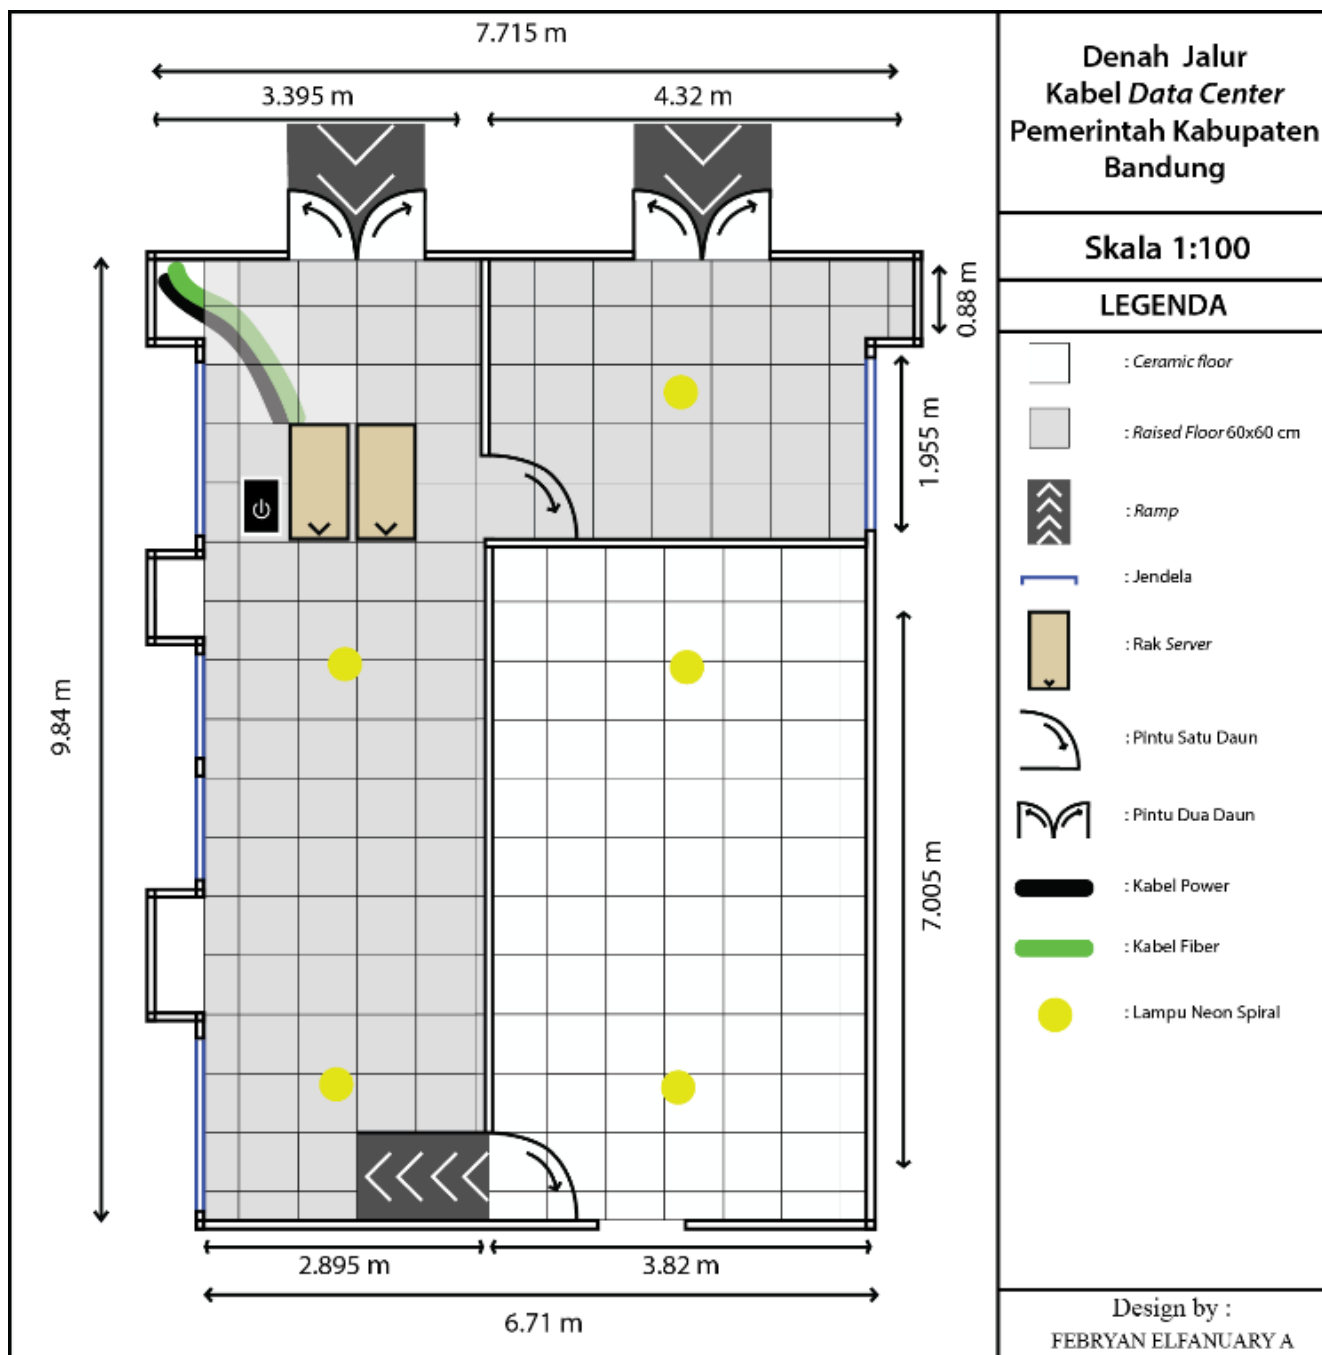 7.715 m
3.395 m
4.32 m
0.88 m
1.955 m
9.84 m
7.005 m
2.895 m
3.82 m
6.71 m
Denah Jalur
Kabel Data Center
Pemerintah Kabupaten
Bandung
Skala 1:100
LEGENDA
: Ceramic floor
: Raised Floor 60x60 cm
: Ramp
: Jendela
: Rak Server
: Pintu Satu Daun
: Pintu Dua Daun
: Kabel Power
: Kabel Fiber
: Lampu Neon Spiral
Design by :
FEBRYAN ELFANUARY A